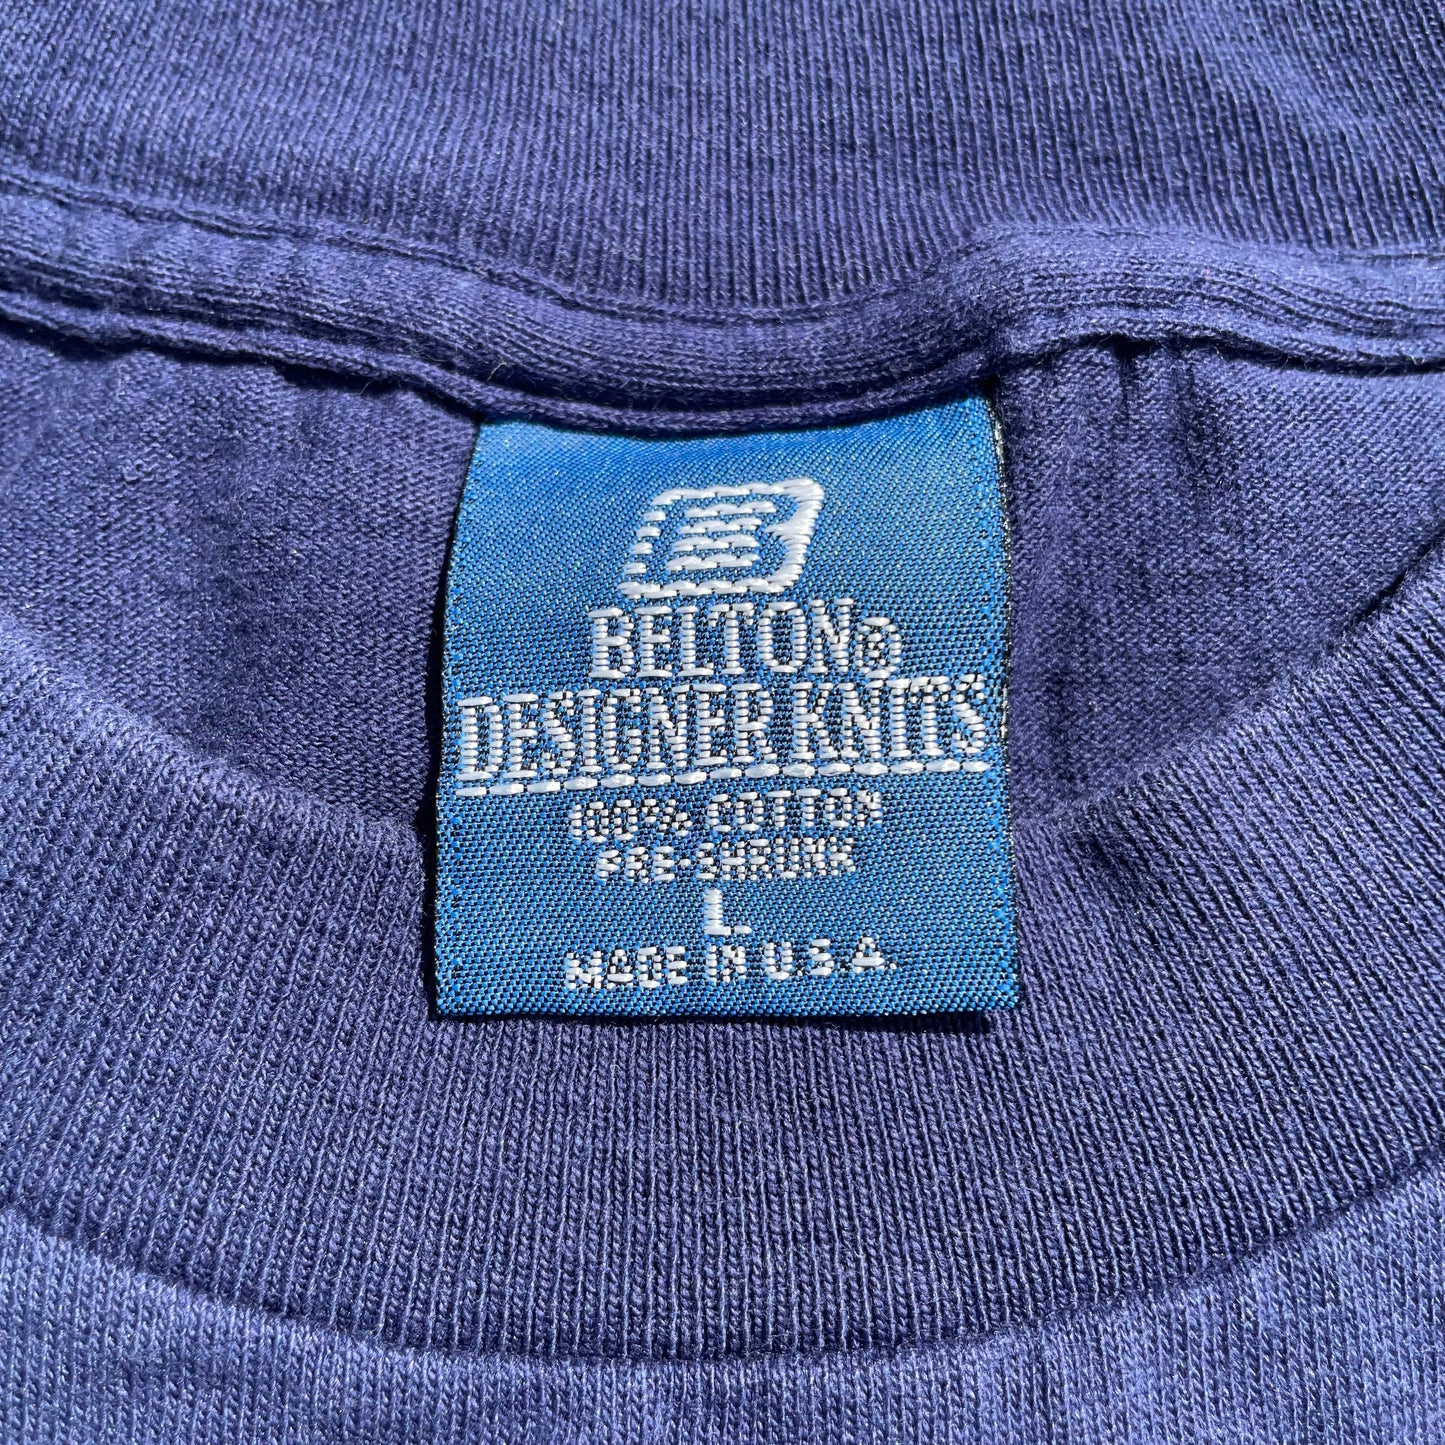 B
BELTON®
DESIGNER KNITS
100% COTTON
PRE-SHRUNK
L
MADE IN U.S.A.